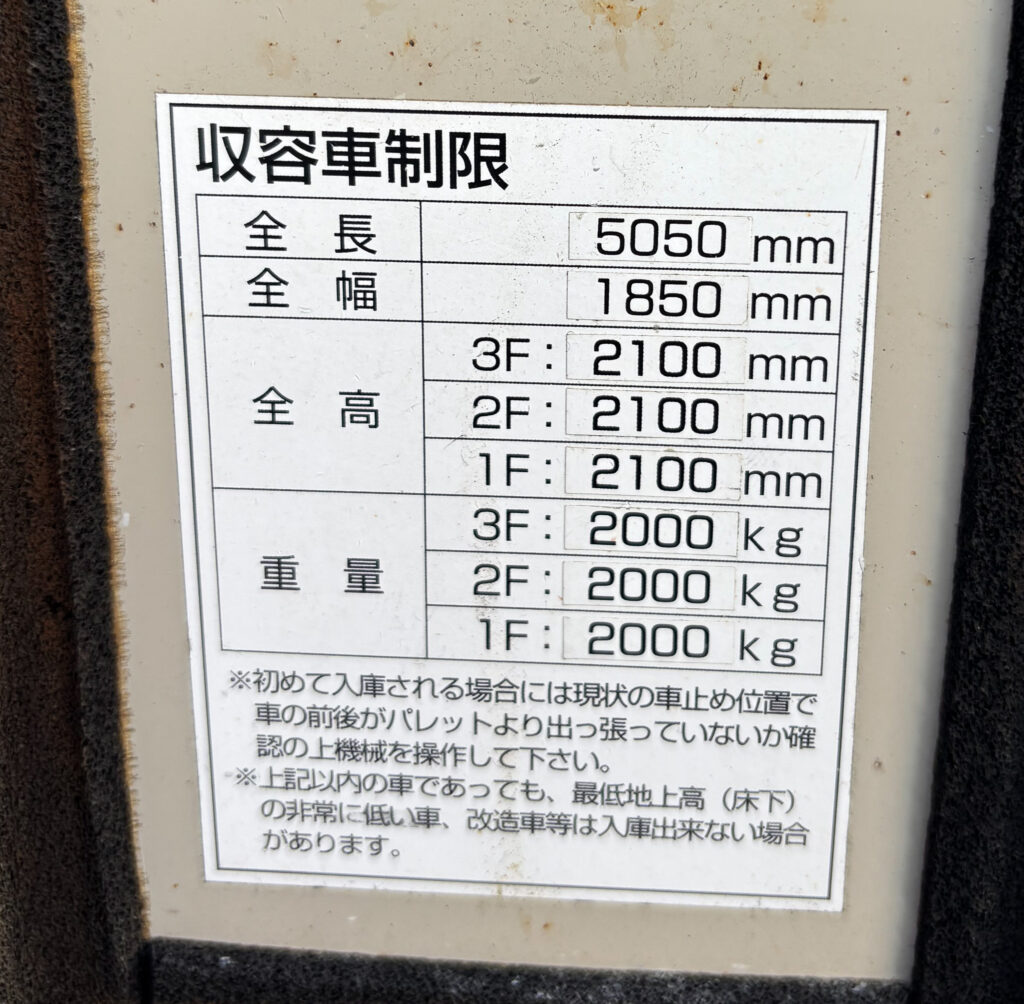 収容車制限
全長 5050 mm
全幅 1850 mm
全高 3F: 2100 mm
2F: 2100 mm
1F: 2100 mm
重量 3F: 2000 kg
2F: 2000 kg
1F: 2000 kg
※初めて入庫される場合には現状の車止め位置で
車の前後がパレットより出っ張っていないか確
認の上機械を操作して下さい。
※上記以内の車であっても、最低地上高（床下）
の非常に低い車、改造車等は入庫出来ない場合
があります。